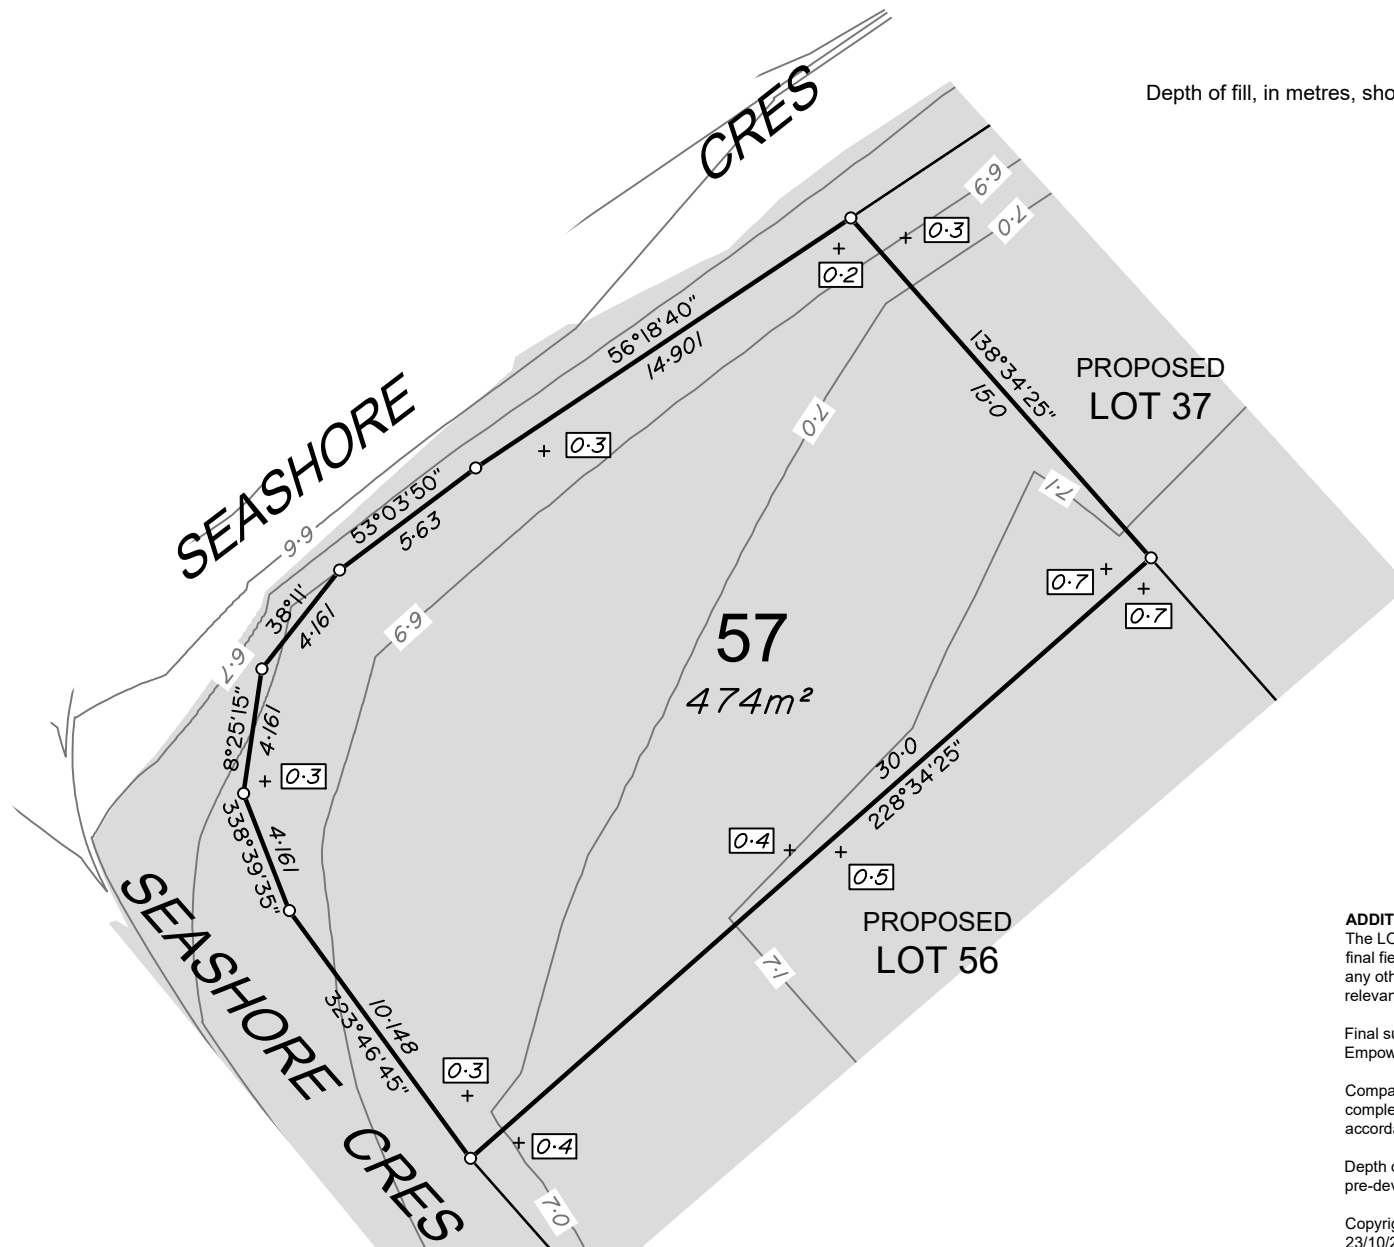 CRES
Depth of fill, in metres, sho
6·9
7·0
0·3
0·2
56°18'40"
14·901
138°34'25"
15·0
PROPOSED
LOT 37
SEASHORE
0·3
7·0
53°03'50"
5·63
6·6
7·1
38°11'
4·161
6·9
0·7
0·7
6·7
57
474m²
8°25'15"
4·161
0·3
30·0
228°34'25"
338°39'35"
4·161
0·4
0·5
SEASHORE CRES
PROPOSED
LOT 56
7·1
323°46'45"
10·148
0·3
0·4
7·0
ADDIT
The LO
final fie
any oth
relevan
Final su
Empow
Compa
comple
accorda
Depth o
pre-dev
Copyrig
23/10/2